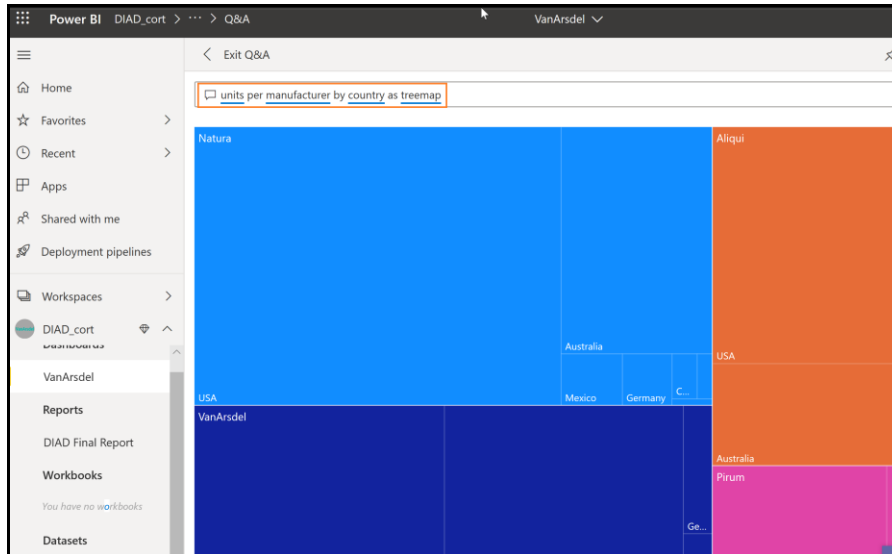 Power BI DIAD_cort > ··· > Q&A VanArsdel
Exit Q&A
units per manufacturer by country as treemap
Home
Favorites
Recent
Apps
Shared with me
Deployment pipelines
Workspaces
DIAD_cort
Dashboards
VanArsdel
Reports
DIAD Final Report
Workbooks
You have no workbooks
Datasets
Natura
USA
Australia
Mexico
Germany
C...
VanArsdel
Ge...
Aliqui
USA
Australia
Pirum